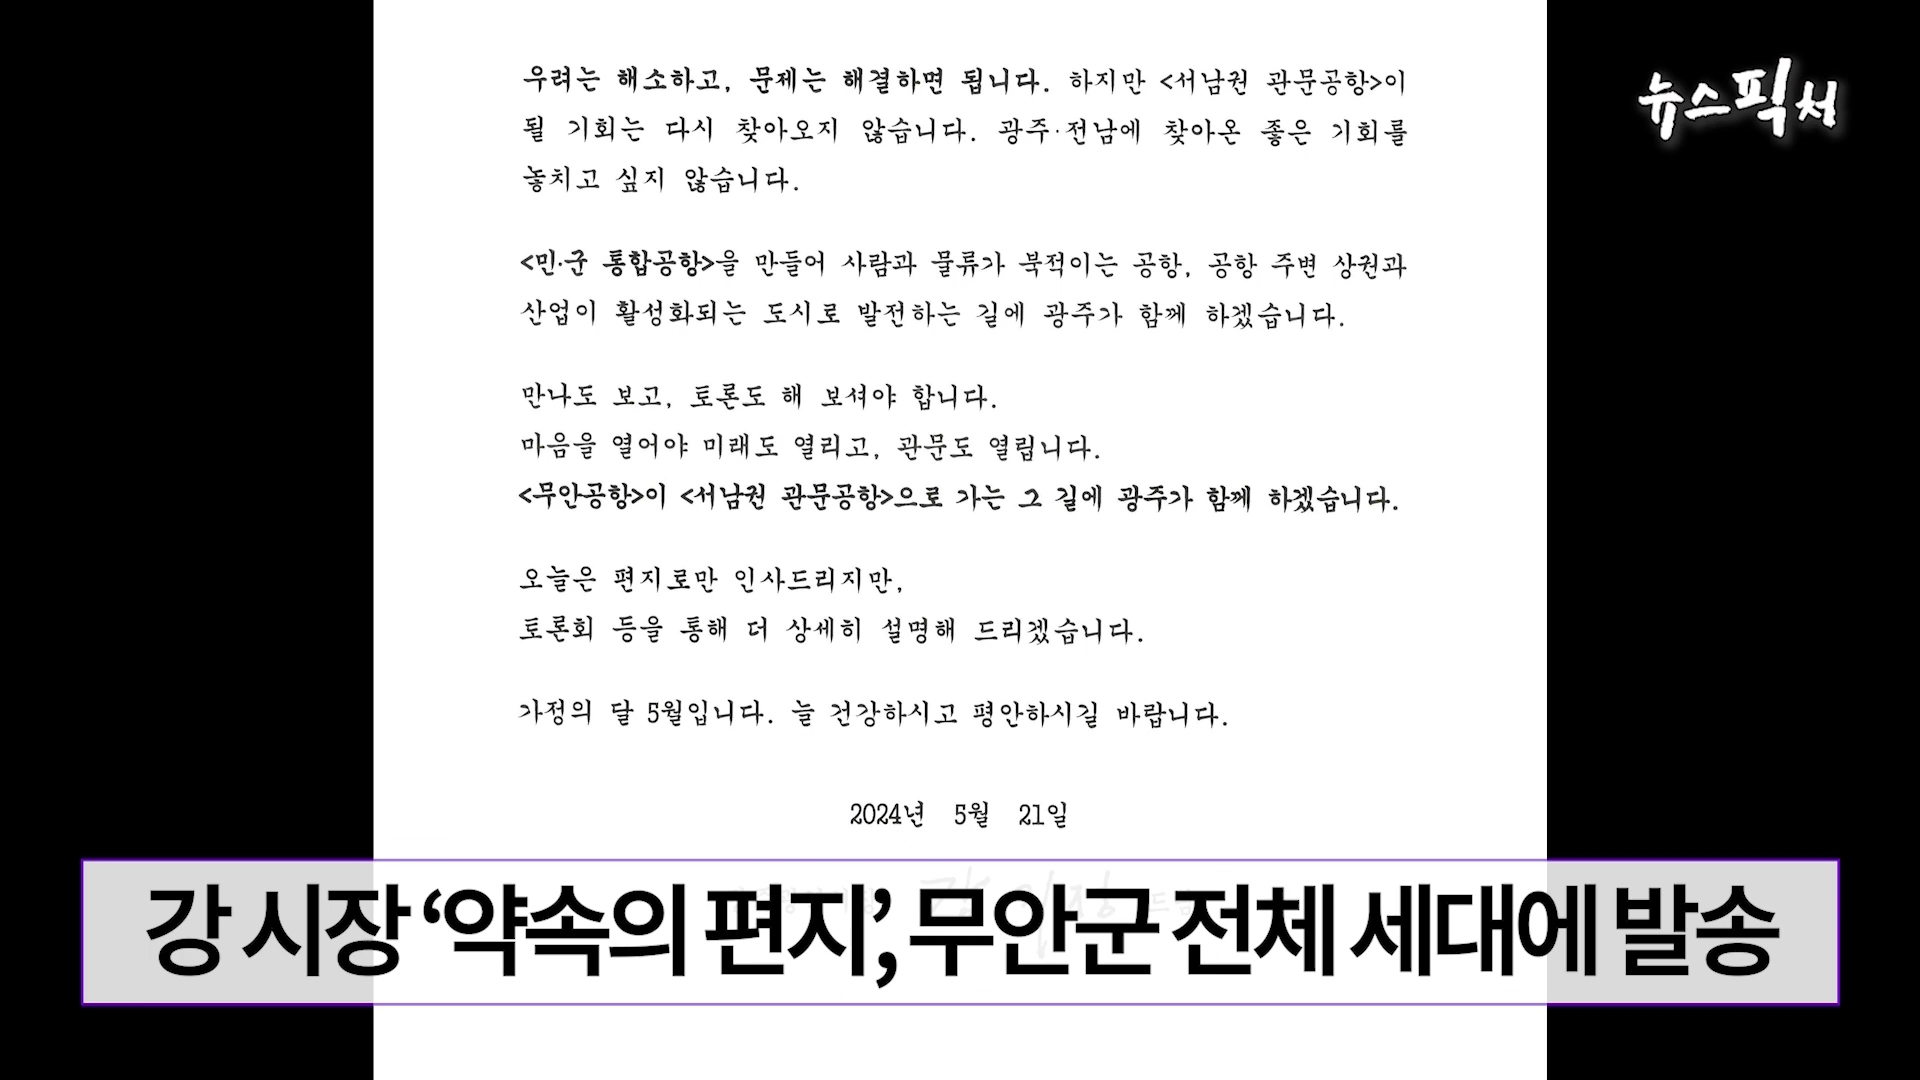 뉴스픽처
우려는 해소하고, 문제는 해결하면 됩니다. 하지만 <서남권 관문공항>이
될 기회는 다시 찾아오지 않습니다. 광주·전남에 찾아온 좋은 기회를
놓치고 싶지 않습니다.
<민·군 통합공항>을 만들어 사람과 물류가 북적이는 공항, 공항 주변 상권과
산업이 활성화되는 도시로 발전하는 길에 광주가 함께 하겠습니다.
만나도 보고, 토론도 해 보셔야 합니다.
마음을 열어야 미래도 열리고, 관문도 열립니다.
<무안공항>이 <서남권 관문공항>으로 가는 그 길에 광주가 함께 하겠습니다.
오늘은 편지로만 인사드리지만,
토론회 등을 통해 더 상세히 설명해 드리겠습니다.
가정의 달 5월입니다. 늘 건강하시고 평안하시길 바랍니다.
2024년 5월 21일
강 시장 ‘약속의 편지’, 무안군 전체 세대에 발송